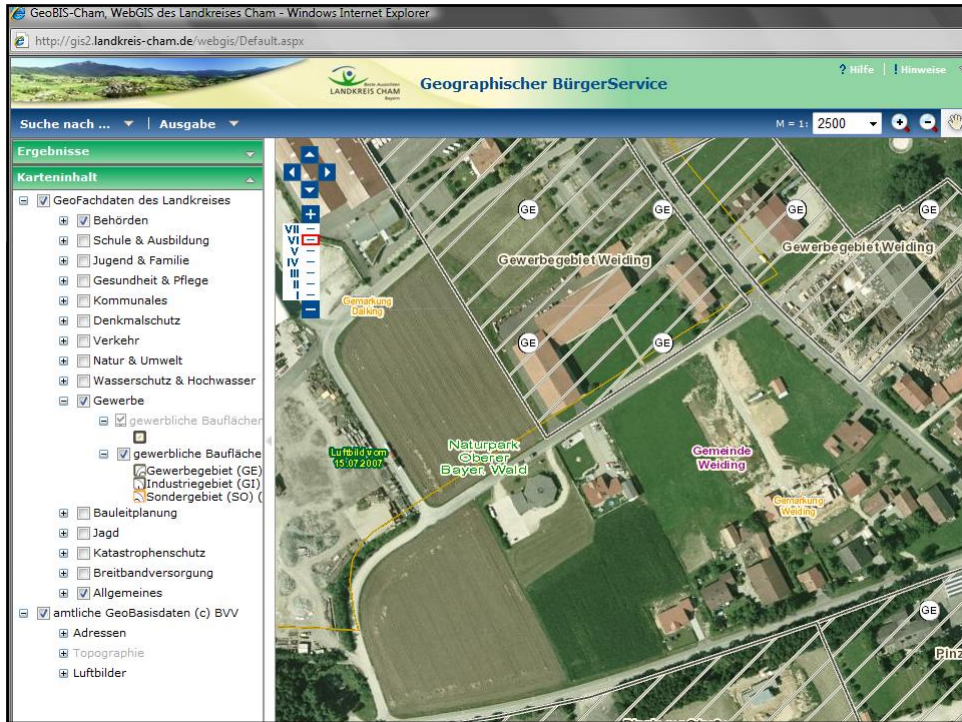 GeoBIS-Cham, WebGIS des Landkreises Cham - Windows Internet Explorer
http://gis2.landkreis-cham.de/webgis/Default.aspx
LANDKREIS CHAM
Bayern
Geographischer BürgerService
? Hilfe | ! Hinweise
Suche nach ... | Ausgabe
M = 1: 2500
Ergebnisse
Karteninhalt
GeoFachdaten des Landkreises
Behörden
Schule & Ausbildung
Jugend & Familie
Gesundheit & Pflege
Kommunales
Denkmalschutz
Verkehr
Natur & Umwelt
Wasserschutz & Hochwasser
Gewerbe
gewerbliche Bauflächen
gewerbliche Baufläche
Gewerbegebiet (GE)
Industriegebiet (GI)
Sondergebiet (SO) (
Bauleitplanung
Jagd
Katastrophenschutz
Breitbandversorgung
Allgemeines
amtliche GeoBasisdaten (c) BVV
Adressen
Topographie
Luftbilder
VII
VI
V
IV
III
II
I
GE
GE
GE
GE
Gewerbegebiet Weiding
Gewerbegebiet Weiding
Gemarkung
Dalking
GE
GE
Luftbild vom
15.07.2007
Naturpark
Oberer
Bayer. Wald
Gemeinde
Weiding
Gemarkung
Weiding
GE
Pinz